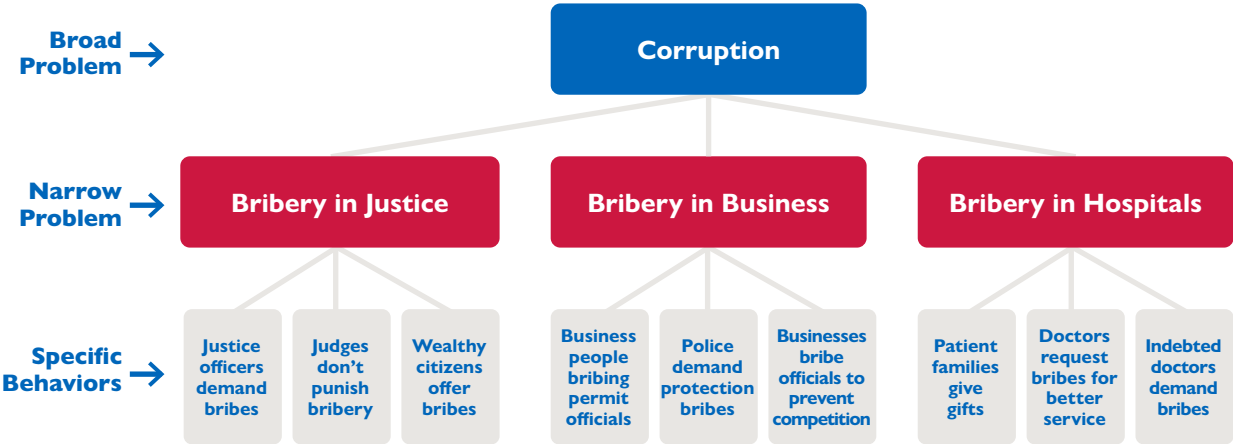 Broad
Problem
Corruption
Narrow
Problem
Bribery in Justice
Bribery in Business
Bribery in Hospitals
Specific
Behaviors
Justice
officers
demand
bribes
Judges
don't
punish
bribery
Wealthy
citizens
offer
bribes
Business
people
bribing
permit
officials
Police
demand
protection
bribes
Businesses
bribe
officials to
prevent
competition
Patient
families
give
gifts
Doctors
request
bribes for
better
service
Indebted
doctors
demand
bribes